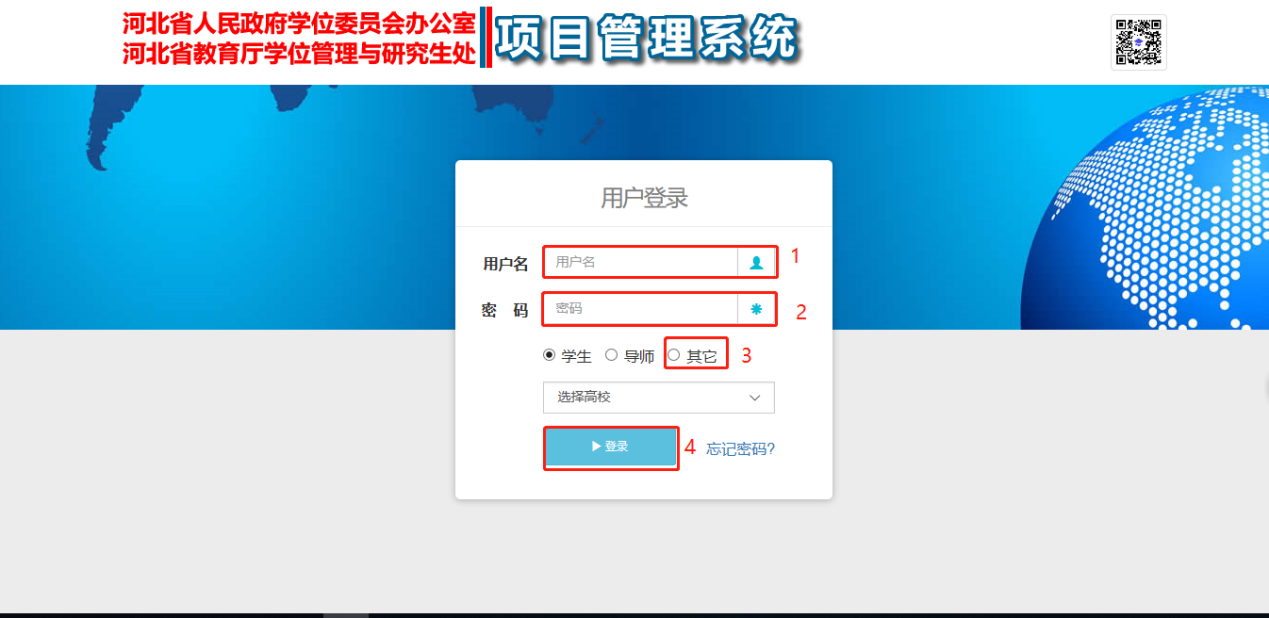 河北省人民政府学位委员会办公室
河北省教育厅学位管理与研究生处
项目管理系统
用户登录
用户名 用户名 1
密 码 密码 2
学生 导师 其它 3
选择高校
登录 4 忘记密码?